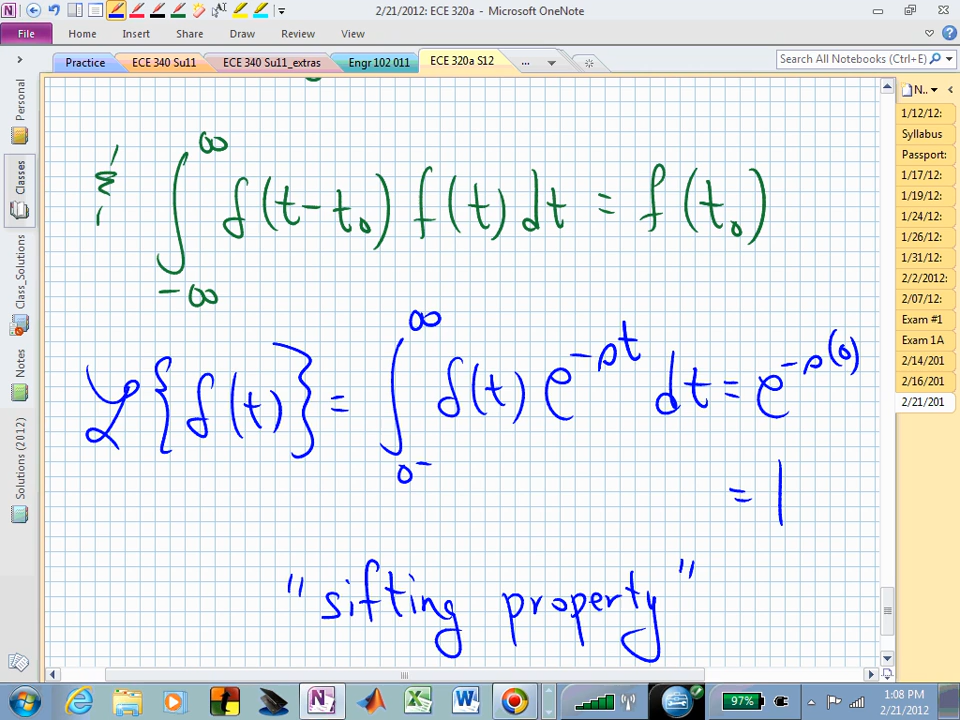 2/21/2012: ECE 320a - Microsoft OneNote
File Home Insert Share Draw Review View
Practice ECE 340 Su11 ECE 340 Su11_extras Engr 102 011 ECE 320a S12 ...
Search All Notebooks (Ctrl+E)
N..
Personal
Classes
Class_Solutions
Notes
Solutions (2012)
1/12/12:
Syllabus
Passport:
1/17/12:
1/19/12:
1/24/12:
1/26/12:
1/31/12:
2/2/2012:
2/07/12:
Exam #1
Exam 1A
2/14/201
2/16/201
2/21/201
& ∫_{-∞}^{∞} δ(t-t₀) f(t) dt = f(t₀)
ℒ{δ(t)} = ∫_{0⁻}^{∞} δ(t) e^{-st} dt = e^{-s(0)}
= 1
"sifting property"
97%
1:08 PM
2/21/2012